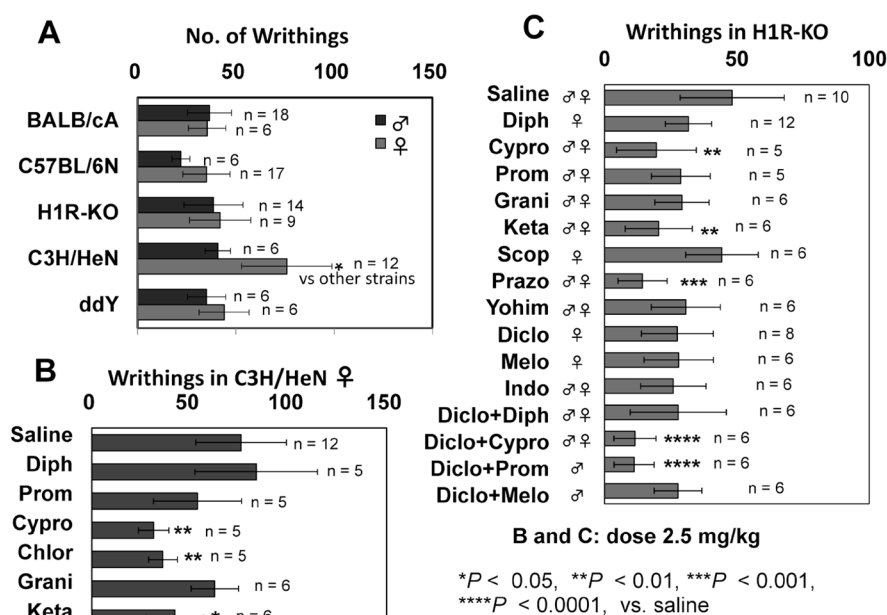 A
No. of Writhings
0 50 100 150
BALB/cA n = 18
n = 6
♂
♀
C57BL/6N n = 6
n = 17
H1R-KO n = 14
n = 9
C3H/HeN n = 6
* n = 12
vs other strains
ddY n = 6
n = 6
B
Writhings in C3H/HeN ♀
0 50 100 150
Saline n = 12
Diph n = 5
Prom n = 5
Cypro ** n = 5
Chlor ** n = 5
Grani n = 6
Keta * n = 6
C
Writhings in H1R-KO
0 50 100
Saline ♂♀ n = 10
Diph ♀ n = 12
Cypro ♂♀ ** n = 5
Prom ♂♀ n = 5
Grani ♂♀ n = 6
Keta ♂♀ ** n = 6
Scop ♀ n = 6
Prazo ♂♀ *** n = 6
Yohim ♂♀ n = 6
Diclo ♀ n = 8
Melo ♀ n = 6
Indo ♂♀ n = 6
Diclo+Diph ♂♀ n = 6
Diclo+Cypro ♂♀ **** n = 6
Diclo+Prom ♂ **** n = 6
Diclo+Melo ♂ n = 6
B and C: dose 2.5 mg/kg
*P < 0.05, **P < 0.01, ***P < 0.001,
****P < 0.0001, vs. saline